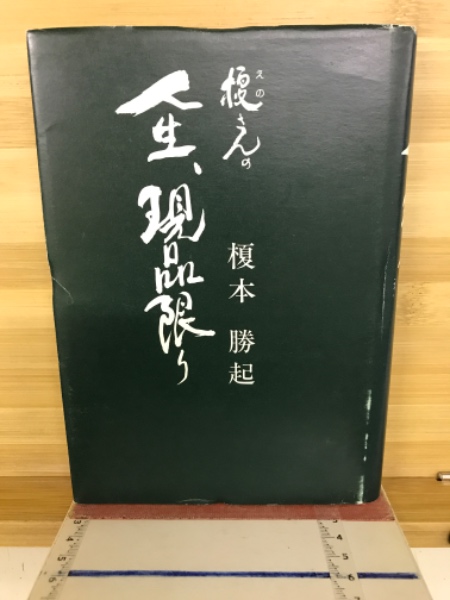 榎さんの
えの
人生、現品限り
榎本 勝起